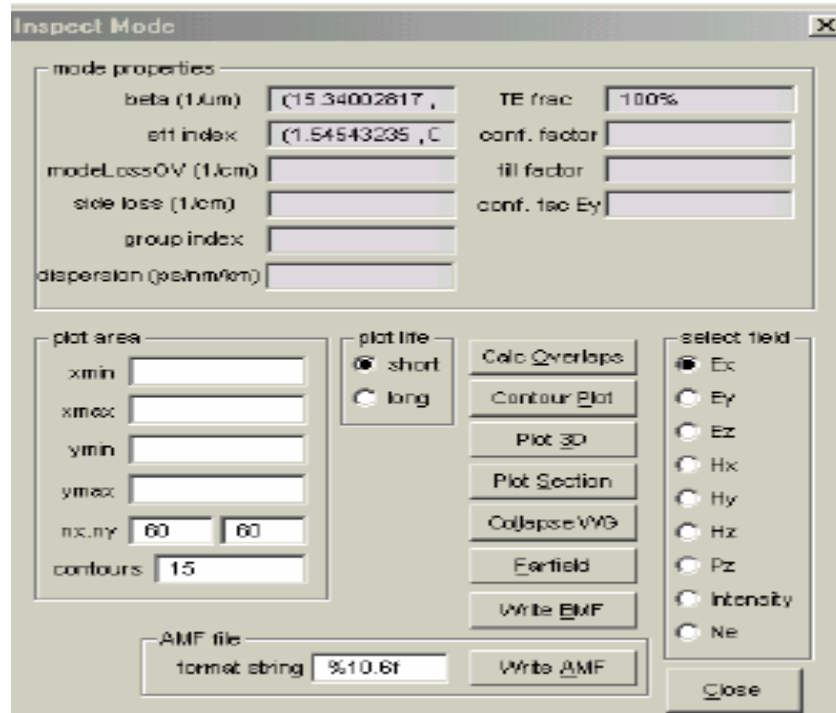 Inspect Mode
mode properties
beta (1/um) (15.34002817 ,
TE frac 100%
eff index (1.54543235 , 0
conf. factor
modeLossOV (1/cm)
fill factor
side loss (1/cm)
conf. fac Ey
group index
dispersion (ps/nm/km)
plot area
xmin
xmax
ymin
ymax
nx.ny 60 60
contours 15
plot life
short
long
Calc Overlaps
Contour Plot
Plot 3D
Plot Section
Collapse WG
Farfield
Write BMF
select field
Ex
Ey
Ez
Hx
Hy
Hz
Pz
Intensity
Ne
AMF file
format string %10.6f
Write AMF
Close